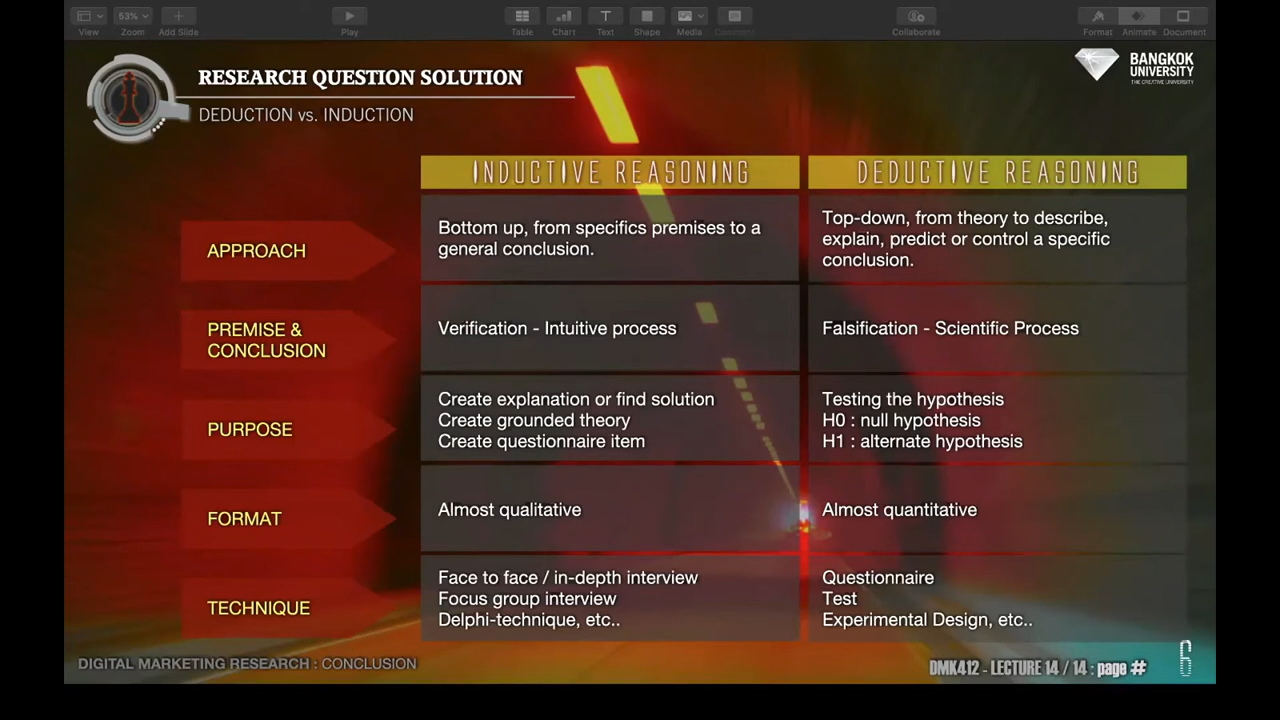 View
53%
Zoom
Add Slide
Play
Table
Chart
Text
Shape
Media
Comment
Collaborate
Format
Animate
Document
RESEARCH QUESTION SOLUTION
DEDUCTION vs. INDUCTION
BANGKOK
UNIVERSITY
THE CREATIVE UNIVERSITY
INDUCTIVE REASONING
DEDUCTIVE REASONING
APPROACH
Bottom up, from specifics premises to a
general conclusion.
Top-down, from theory to describe,
explain, predict or control a specific
conclusion.
PREMISE &
CONCLUSION
Verification - Intuitive process
Falsification - Scientific Process
PURPOSE
Create explanation or find solution
Create grounded theory
Create questionnaire item
Testing the hypothesis
H0 : null hypothesis
H1 : alternate hypothesis
FORMAT
Almost qualitative
Almost quantitative
TECHNIQUE
Face to face / in-depth interview
Focus group interview
Delphi-technique, etc..
Questionnaire
Test
Experimental Design, etc..
DIGITAL MARKETING RESEARCH : CONCLUSION
DMK412 - LECTURE 14 / 14 : page #
6